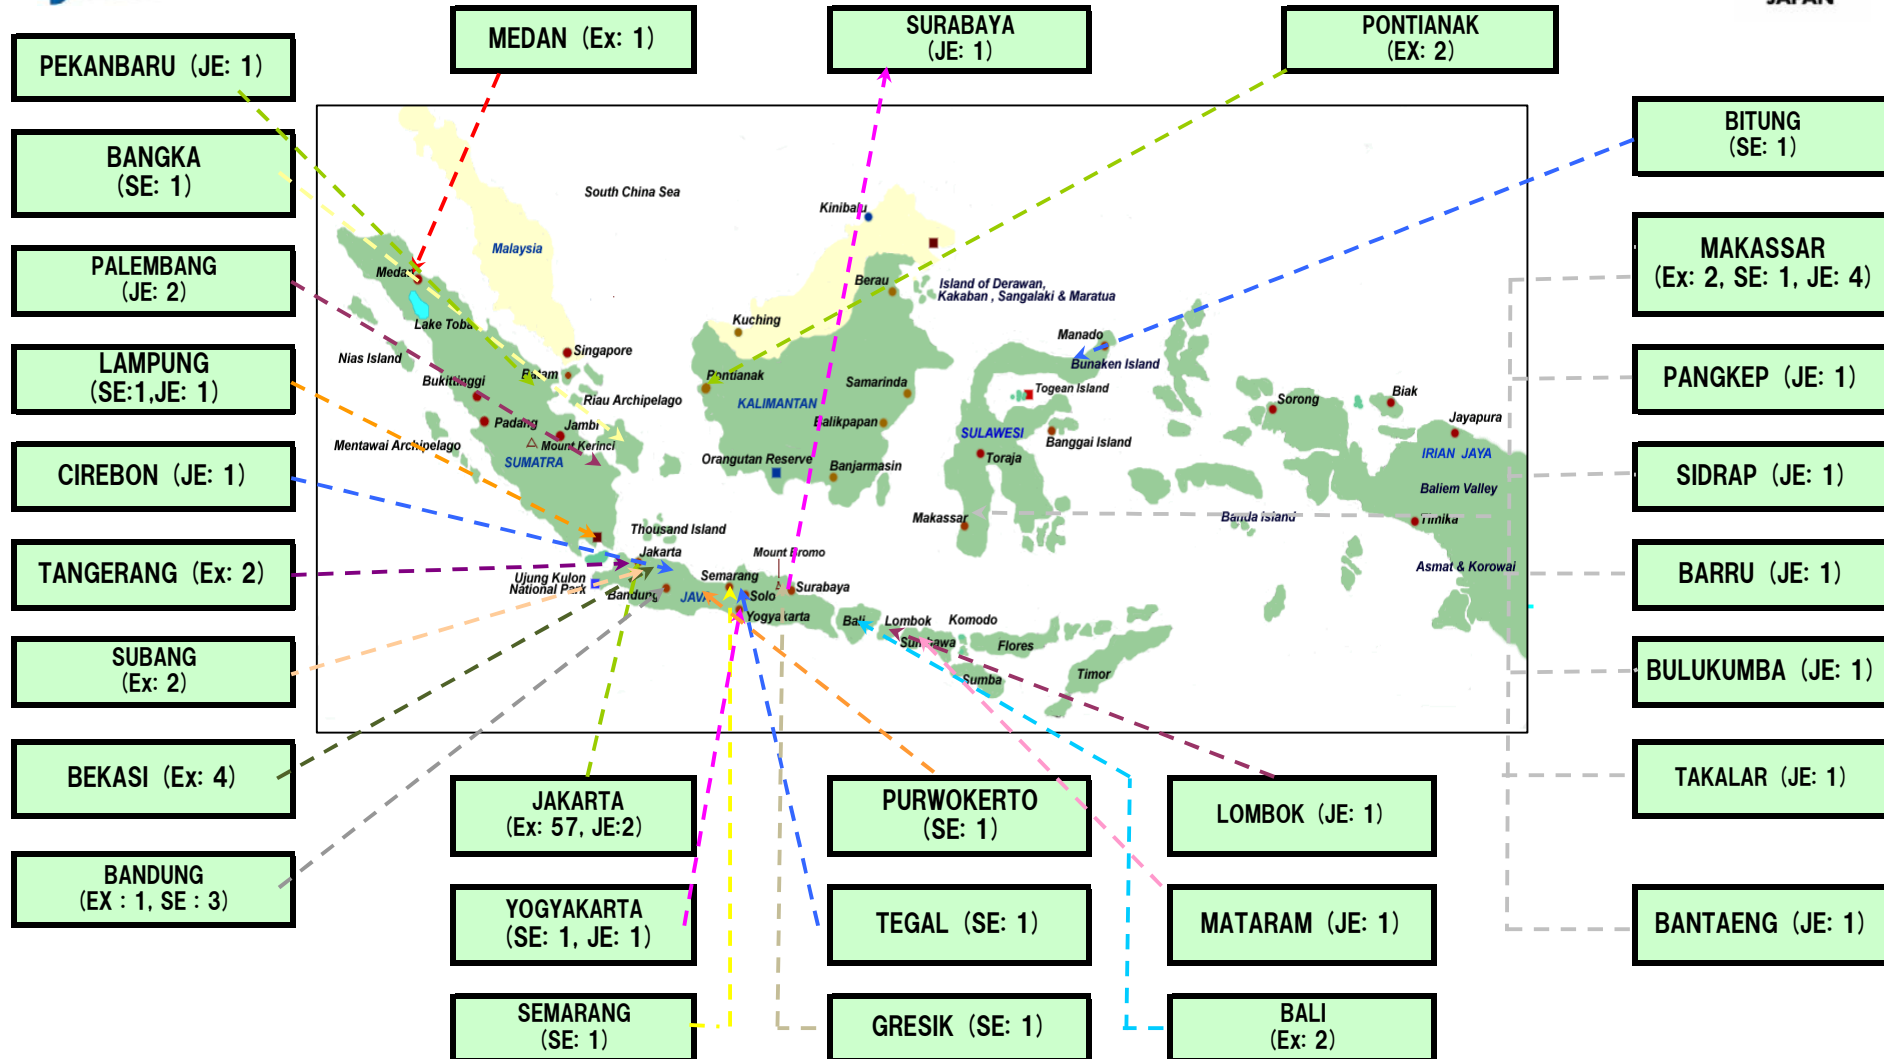 JAPAN
MEDAN (Ex: 1)
SURABAYA
(JE: 1)
PONTIANAK
(EX: 2)
PEKANBARU (JE: 1)
BANGKA
(SE: 1)
PALEMBANG
(JE: 2)
LAMPUNG
(SE:1,JE: 1)
CIREBON (JE: 1)
TANGERANG (Ex: 2)
SUBANG
(Ex: 2)
BEKASI (Ex: 4)
BANDUNG
(EX : 1, SE : 3)
South China Sea
Kinibalu
Malaysia
Medan
Berau
Island of Derawan,
Kakaban , Sangalaki & Maratua
Lake Toba
Kuching
Manado
Nias Island
Singapore
Bunaken Island
Bukittinggi
Batam
Pontianak
Samarinda
Togean Island
Biak
Riau Archipelago
KALIMANTAN
Sorong
Jayapura
Padang
Jambi
Balikpapan
SULAWESI
Banggai Island
Mentawai Archipelago
Mount Kerinci
SUMATRA
Orangutan Reserve
Banjarmasin
Toraja
IRIAN JAYA
Baliem Valley
Makassar
Banda Island
Timika
Thousand Island
Jakarta
Mount Bromo
Asmat & Korowai
Ujung Kulon
National Park
Semarang
Surabaya
Bandung
JAVA
Solo
Yogyakarta
Bali
Lombok
Komodo
Sumbawa
Flores
Sumba
Timor
BITUNG
(SE: 1)
MAKASSAR
(Ex: 2, SE: 1, JE: 4)
PANGKEP (JE: 1)
SIDRAP (JE: 1)
BARRU (JE: 1)
BULUKUMBA (JE: 1)
TAKALAR (JE: 1)
BANTAENG (JE: 1)
JAKARTA
(Ex: 57, JE:2)
PURWOKERTO
(SE: 1)
LOMBOK (JE: 1)
YOGYAKARTA
(SE: 1, JE: 1)
TEGAL (SE: 1)
MATARAM (JE: 1)
SEMARANG
(SE: 1)
GRESIK (SE: 1)
BALI
(Ex: 2)